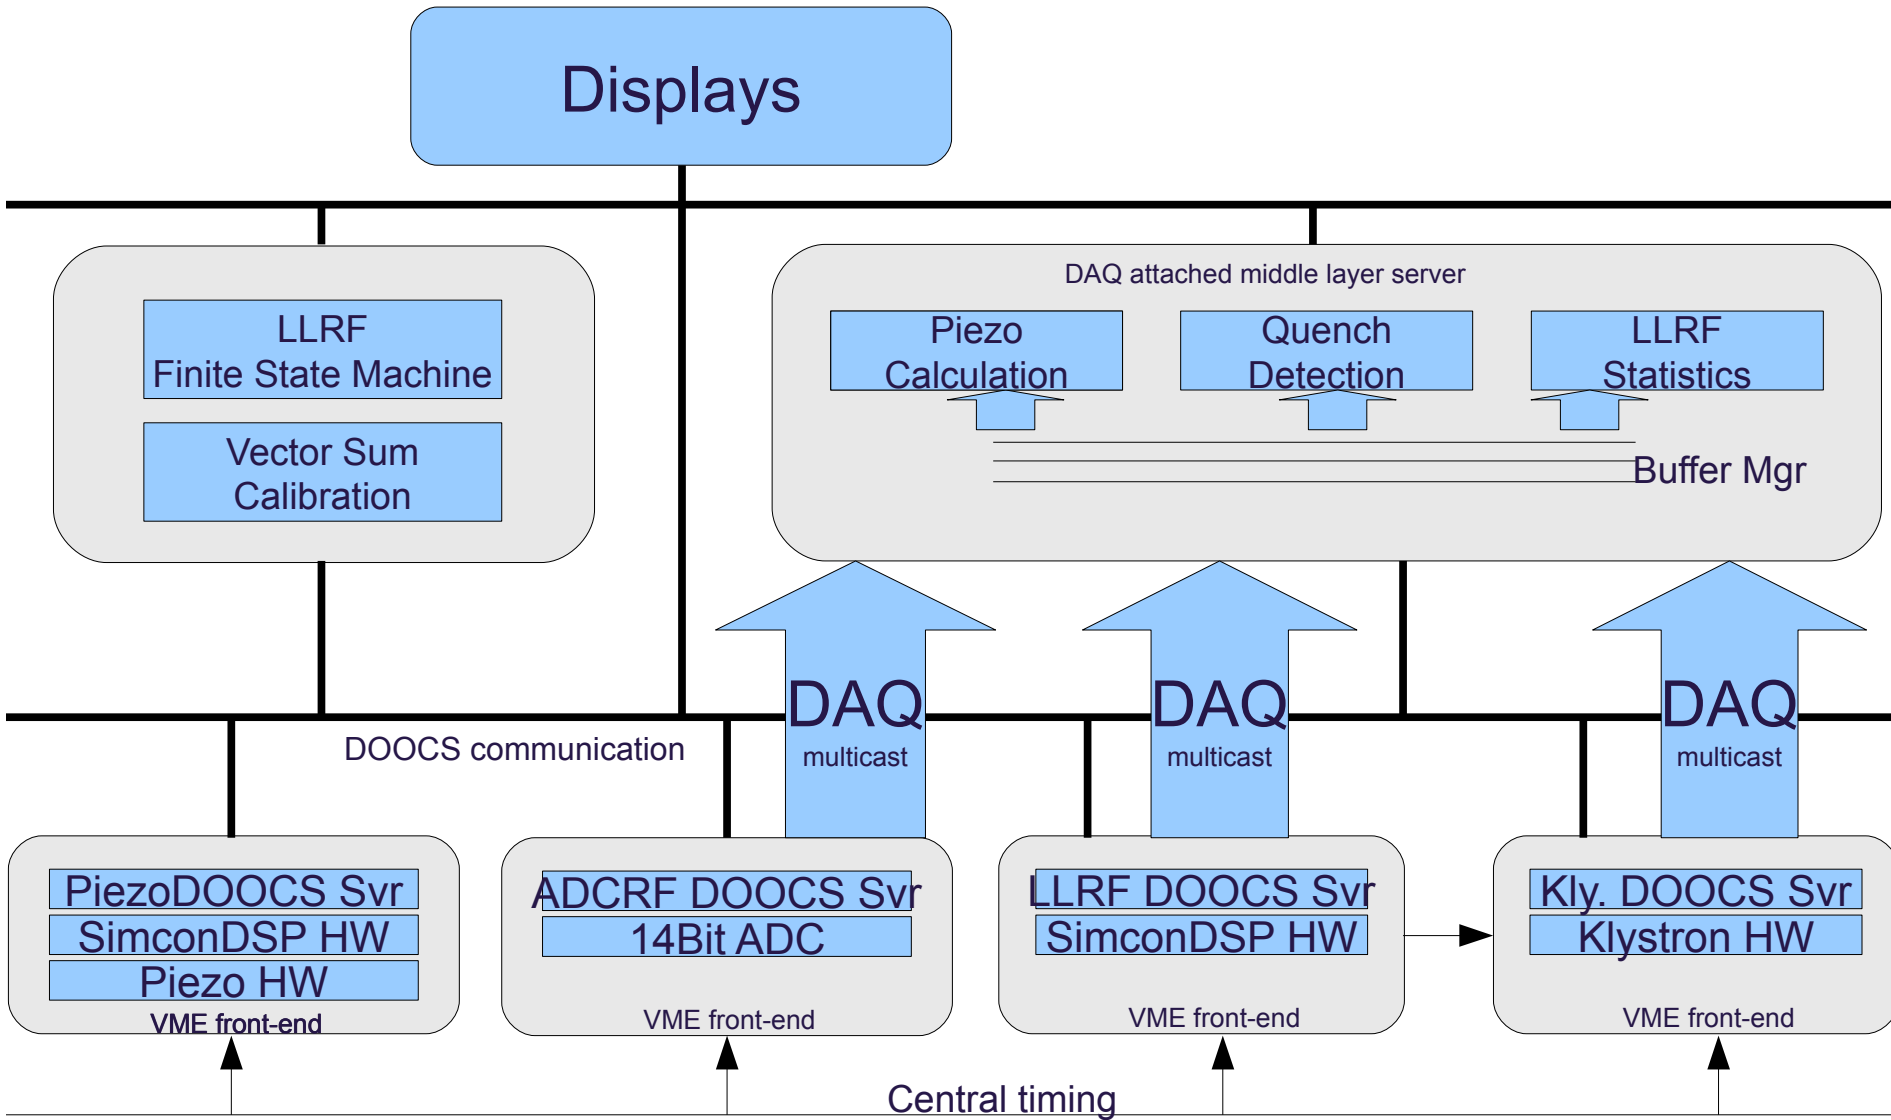 Displays
LLRF
Finite State Machine
Vector Sum
Calibration
DAQ attached middle layer server
Piezo
Calculation
Quench
Detection
LLRF
Statistics
Buffer Mgr
DAQ
multicast
DAQ
multicast
DAQ
multicast
DOOCS communication
PiezoDOOCS Svr
SimconDSP HW
Piezo HW
VME front-end
ADCRF DOOCS Svr
14Bit ADC
VME front-end
LLRF DOOCS Svr
SimconDSP HW
VME front-end
Kly. DOOCS Svr
Klystron HW
VME front-end
Central timing